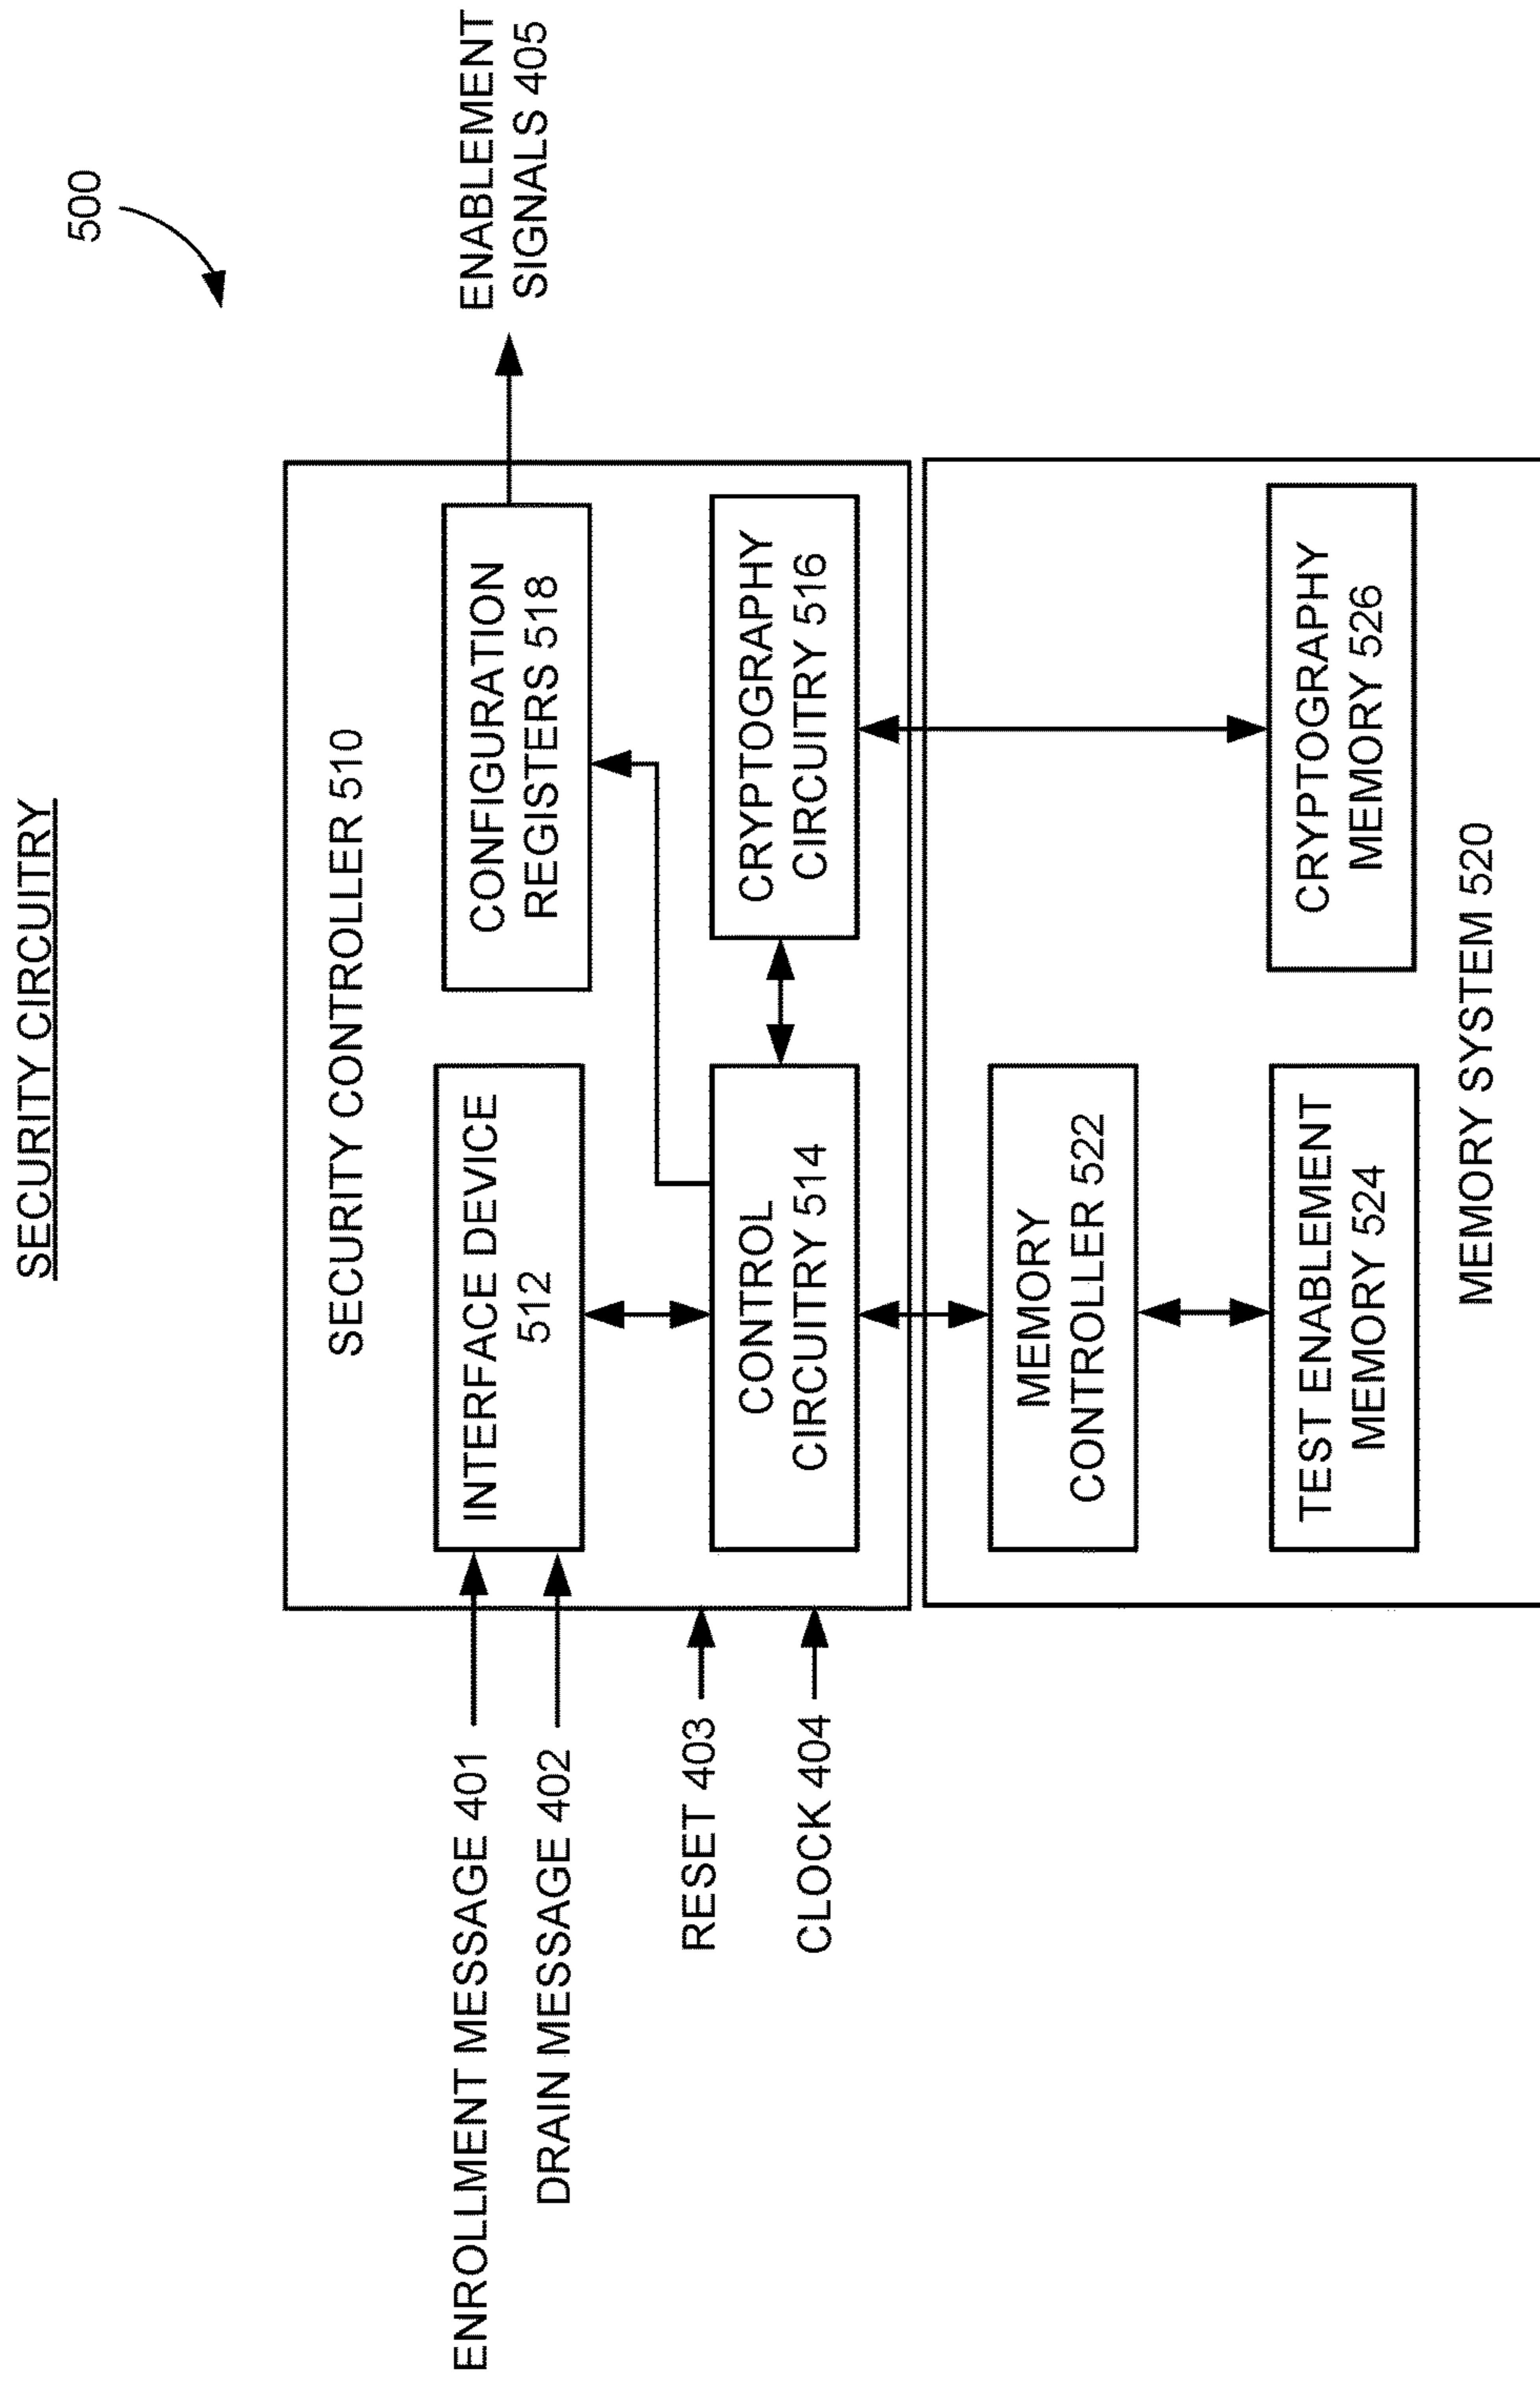 SECURITY CIRCUITRY
500
SECURITY CONTROLLER 510
ENROLLMENT MESSAGE 401
DRAIN MESSAGE 402
INTERFACE DEVICE
512
CONFIGURATION
REGISTERS 518
ENABLEMENT
SIGNALS 405
RESET 403
CLOCK 404
CONTROL
CIRCUITRY 514
CRYPTOGRAPHY
CIRCUITRY 516
MEMORY
CONTROLLER 522
TEST ENABLEMENT
MEMORY 524
CRYPTOGRAPHY
MEMORY 526
MEMORY SYSTEM 520